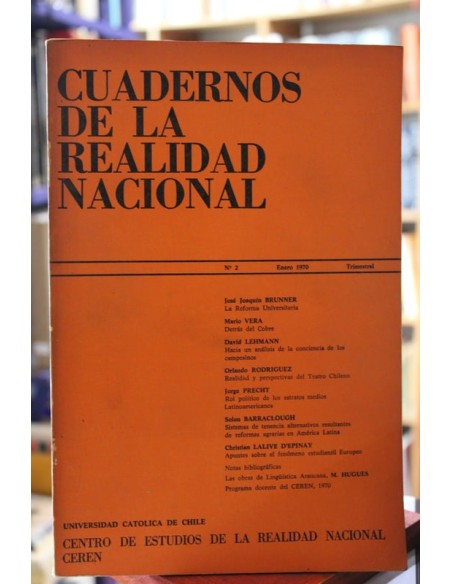 CUADERNOS
DE LA
REALIDAD
NACIONAL
Nº 2 Enero 1970 Trimestral
José Joaquín BRUNNER
La Reforma Universitaria
Mario VERA
Detrás del Cobre
David LEHMANN
Hacia un análisis de la conciencia de los
campesinos
Orlando RODRIGUEZ
Realidad y perspectivas del Teatro Chileno
Jorge PRECHT
Rol político de los estratos medios
Latinoamericanos
Solon BARRACLOUGH
Sistemas de tenencia alternativos resultantes
de reformas agrarias en América Latina
Christian LALIVE D'EPINAY
Apuntes sobre el fenómeno estudiantil Europeo
Notas bibliográficas
Las obras de Lingüística Araucana, M. HUGUES
Programa docente del CEREN, 1970
UNIVERSIDAD CATOLICA DE CHILE
CENTRO DE ESTUDIOS DE LA REALIDAD NACIONAL
CEREN